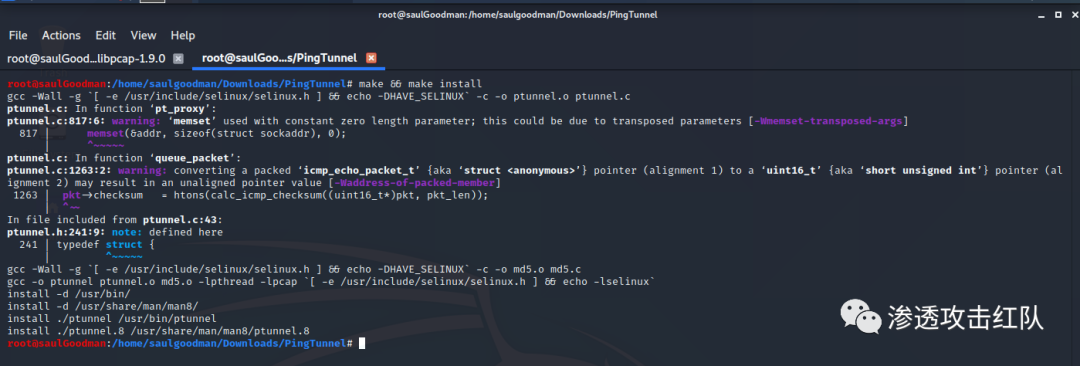 root@saulGoodman:/home/saulgoodman/Downloads/PingTunnel
File Actions Edit View Help
root@saulGoo...libpcap-1.9.0 root@saulGoo...s/PingTunnel
root@saulGoodman:/home/saulgoodman/Downloads/PingTunnel# make && make install
gcc -Wall -g `[ -e /usr/include/selinux/selinux.h ] && echo -DHAVE_SELINUX` -c -o ptunnel.o ptunnel.c
ptunnel.c: In function ‘pt_proxy’:
ptunnel.c:817:6: warning: ‘memset’ used with constant zero length parameter; this could be due to transposed parameters [-Wmemset-transposed-args]
817 | memset(&addr, sizeof(struct sockaddr), 0);
| ^~~~~~
ptunnel.c: In function ‘queue_packet’:
ptunnel.c:1263:2: warning: converting a packed ‘icmp_echo_packet_t’ {aka ‘struct <anonymous>’} pointer (alignment 1) to a ‘uint16_t’ {aka ‘short unsigned int’} pointer (al
ignment 2) may result in an unaligned pointer value [-Waddress-of-packed-member]
1263 | pkt->checksum = htons(calc_icmp_checksum((uint16_t*)pkt, pkt_len));
| ^~~
In file included from ptunnel.c:43:
ptunnel.h:241:9: note: defined here
241 | typedef struct {
| ^~~~~~
gcc -Wall -g `[ -e /usr/include/selinux/selinux.h ] && echo -DHAVE_SELINUX` -c -o md5.o md5.c
gcc -o ptunnel ptunnel.o md5.o -lpthread -lpcap `[ -e /usr/include/selinux/selinux.h ] && echo -lselinux`
install -d /usr/bin/
install -d /usr/share/man/man8/
install ./ptunnel /usr/bin/ptunnel
install ./ptunnel.8 /usr/share/man/man8/ptunnel.8
root@saulGoodman:/home/saulgoodman/Downloads/PingTunnel#
渗透攻击红队